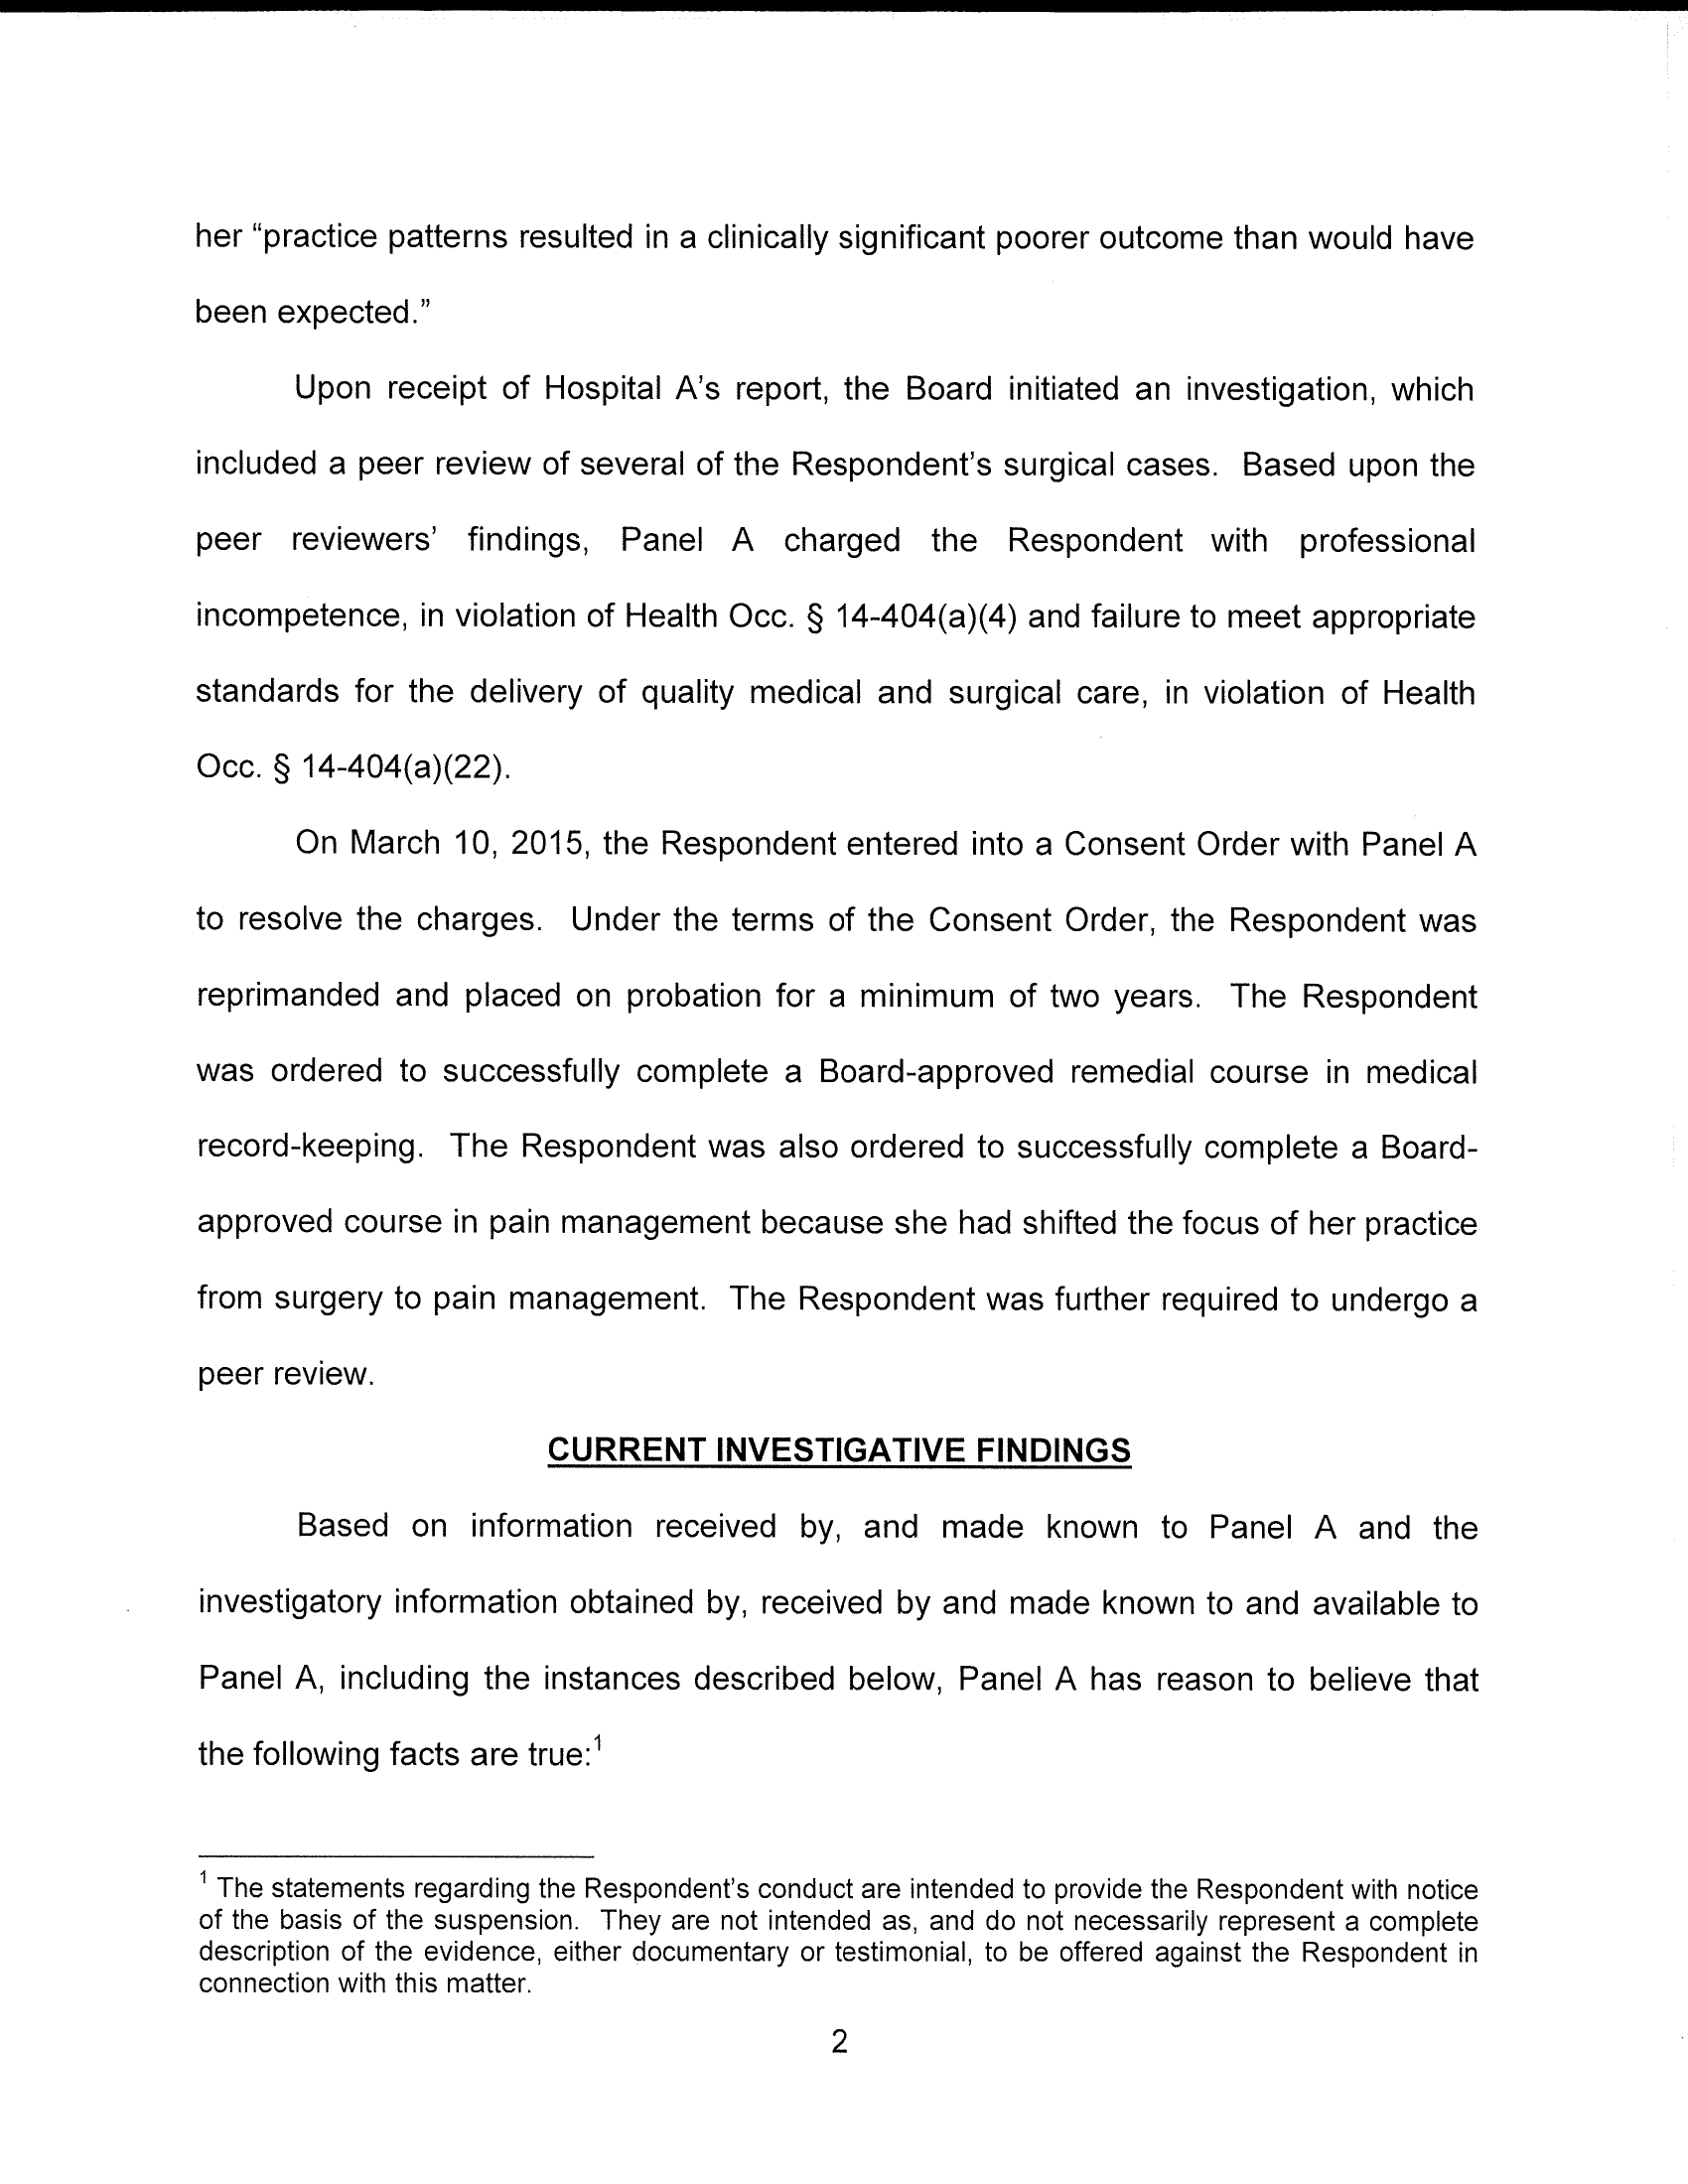 her “practice patterns resulted in a clinically significant poorer outcome than would have
been expected.”
Upon receipt of Hospital A’s report, the Board initiated an investigation, which
included a peer review of several of the Respondent’s surgical cases. Based upon the
peer reviewers’ findings, Panel A charged the Respondent with professional
incompetence, in violation of Health Occ. § 14-404(a)(4) and failure to meet appropriate
standards for the delivery of quality medical and surgical care, in violation of Health
Occ. § 14-404(a)(22).
On March 10, 2015, the Respondent entered into a Consent Order with Panel A
to resolve the charges. Under the terms of the Consent Order, the Respondent was
reprimanded and placed on probation for a minimum of two years. The Respondent
was ordered to successfully complete a Board-approved remedial course in medical
record-keeping. The Respondent was also ordered to successfully complete a Board-
approved course in pain management because she had shifted the focus of her practice
from surgery to pain management. The Respondent was further required to undergo a
peer review.
CURRENT INVESTIGATIVE FINDINGS
Based on information received by, and made known to Panel A and the
investigatory information obtained by, received by and made known to and available to
Panel A, including the instances described below, Panel A has reason to believe that
the following facts are true:¹
¹ The statements regarding the Respondent’s conduct are intended to provide the Respondent with notice
of the basis of the suspension. They are not intended as, and do not necessarily represent a complete
description of the evidence, either documentary or testimonial, to be offered against the Respondent in
connection with this matter.
2